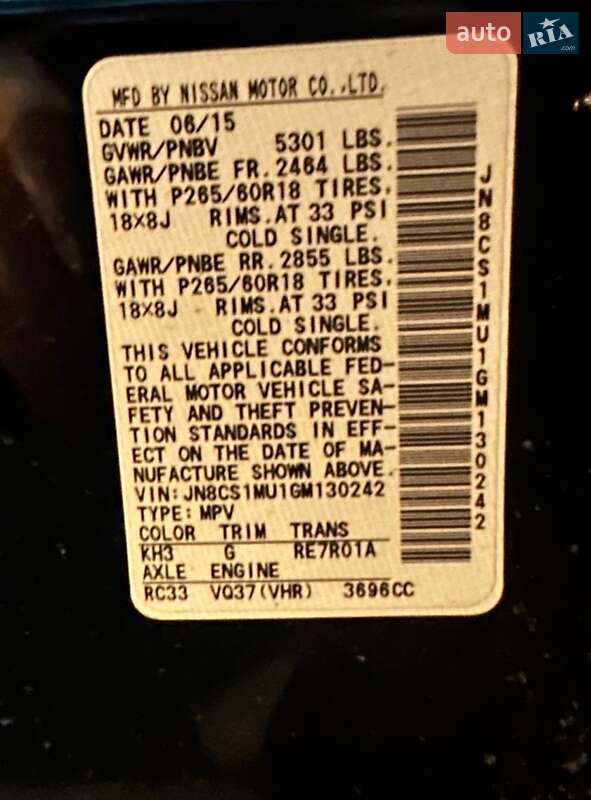 auto RIA.com
MFD BY NISSAN MOTOR CO.,LTD.
DATE 06/15
GVWR/PNBV 5301 LBS.
GAWR/PNBE FR. 2464 LBS.
WITH P265/60R18 TIRES,
18X8J RIMS.AT 33 PSI
COLD SINGLE.
GAWR/PNBE RR. 2855 LBS.
WITH P265/60R18 TIRES,
18X8J RIMS.AT 33 PSI
COLD SINGLE.
THIS VEHICLE CONFORMS
TO ALL APPLICABLE FED-
ERAL MOTOR VEHICLE SA-
FETY AND THEFT PREVEN-
TION STANDARDS IN EFF-
ECT ON THE DATE OF MA-
NUFACTURE SHOWN ABOVE.
VIN:JN8CS1MU1GM130242
TYPE:MPV
COLOR TRIM TRANS
KH3 G RE7R01A
AXLE ENGINE
RC33 VQ37(VHR) 3696CC
JN8CS1MU1GM130242